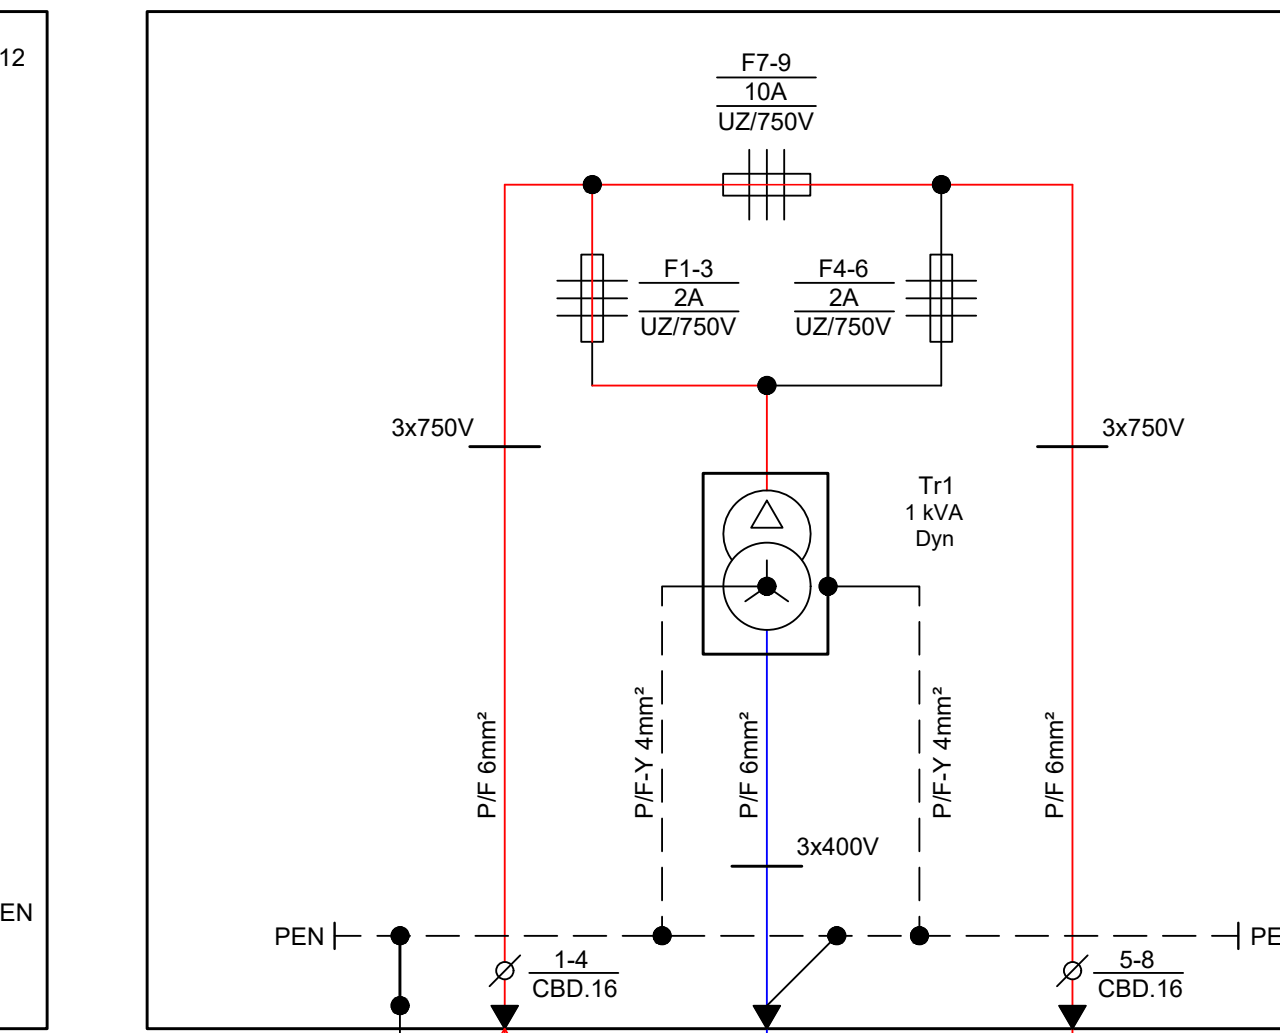 12
F7-9
10A
UZ/750V
F1-3
2A
UZ/750V
F4-6
2A
UZ/750V
3x750V
3x750V
Tr1
1 kVA
Dyn
P/F 6mm²
P/F-Y 4mm²
P/F 6mm²
P/F-Y 4mm²
P/F 6mm²
3x400V
EN
PEN
PE
1-4
CBD.16
5-8
CBD.16